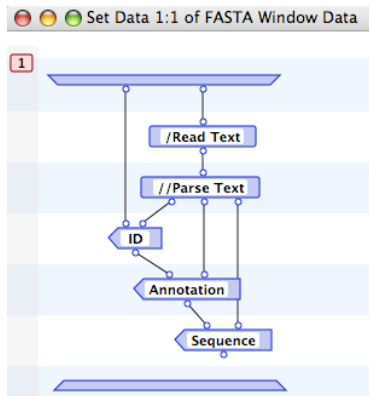 Set Data 1:1 of FASTA Window Data
1
/Read Text
//Parse Text
ID
Annotation
Sequence